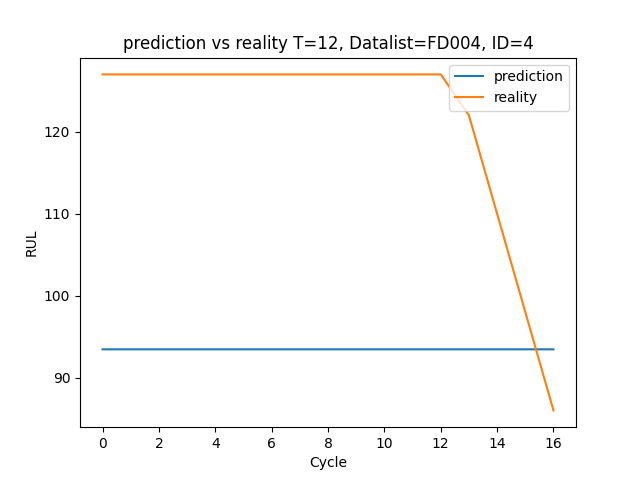 prediction vs reality T=12, Datalist=FD004, ID=4
prediction
reality
RUL
120
110
100
90
0 2 4 6 8 10 12 14 16
Cycle